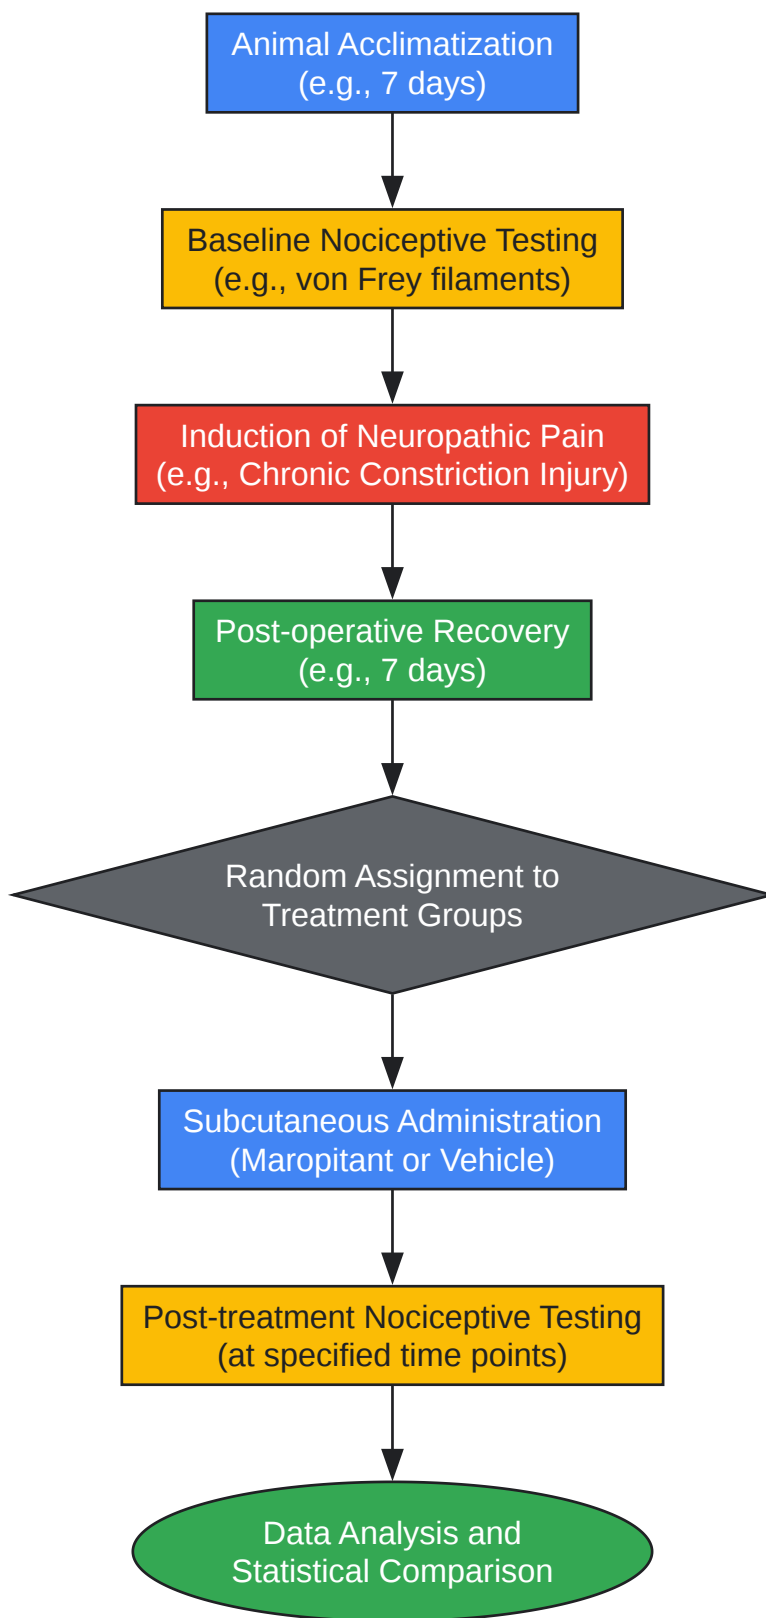 Animal Acclimatization
(e.g., 7 days)
Baseline Nociceptive Testing
(e.g., von Frey filaments)
Induction of Neuropathic Pain
(e.g., Chronic Constriction Injury)
Post-operative Recovery
(e.g., 7 days)
Random Assignment to
Treatment Groups
Subcutaneous Administration
(Maropitant or Vehicle)
Post-treatment Nociceptive Testing
(at specified time points)
Data Analysis and
Statistical Comparison